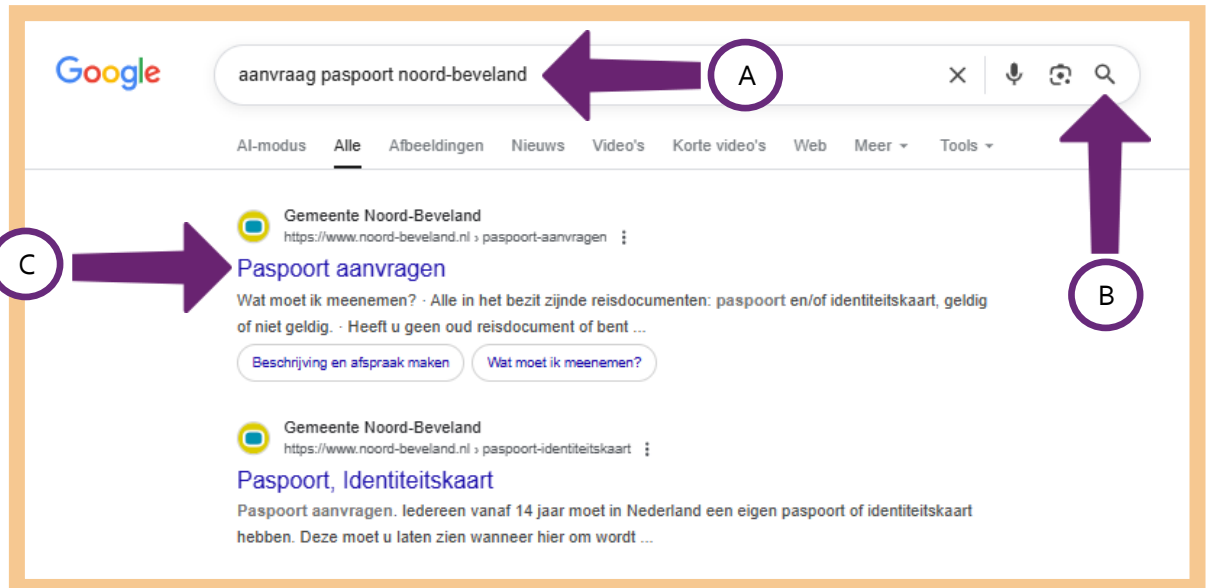 Google
aanvraag paspoort noord-beveland
A
AI-modus Alle Afbeeldingen Nieuws Video's Korte video's Web Meer Tools
Gemeente Noord-Beveland
https://www.noord-beveland.nl › paspoort-aanvragen
C
Paspoort aanvragen
B
Wat moet ik meenemen? · Alle in het bezit zijnde reisdocumenten: paspoort en/of identiteitskaart, geldig
of niet geldig. · Heeft u geen oud reisdocument of bent ...
Beschrijving en afspraak maken Wat moet ik meenemen?
Gemeente Noord-Beveland
https://www.noord-beveland.nl › paspoort-identiteitskaart
Paspoort, Identiteitskaart
Paspoort aanvragen. Iedereen vanaf 14 jaar moet in Nederland een eigen paspoort of identiteitskaart
hebben. Deze moet u laten zien wanneer hier om wordt ...